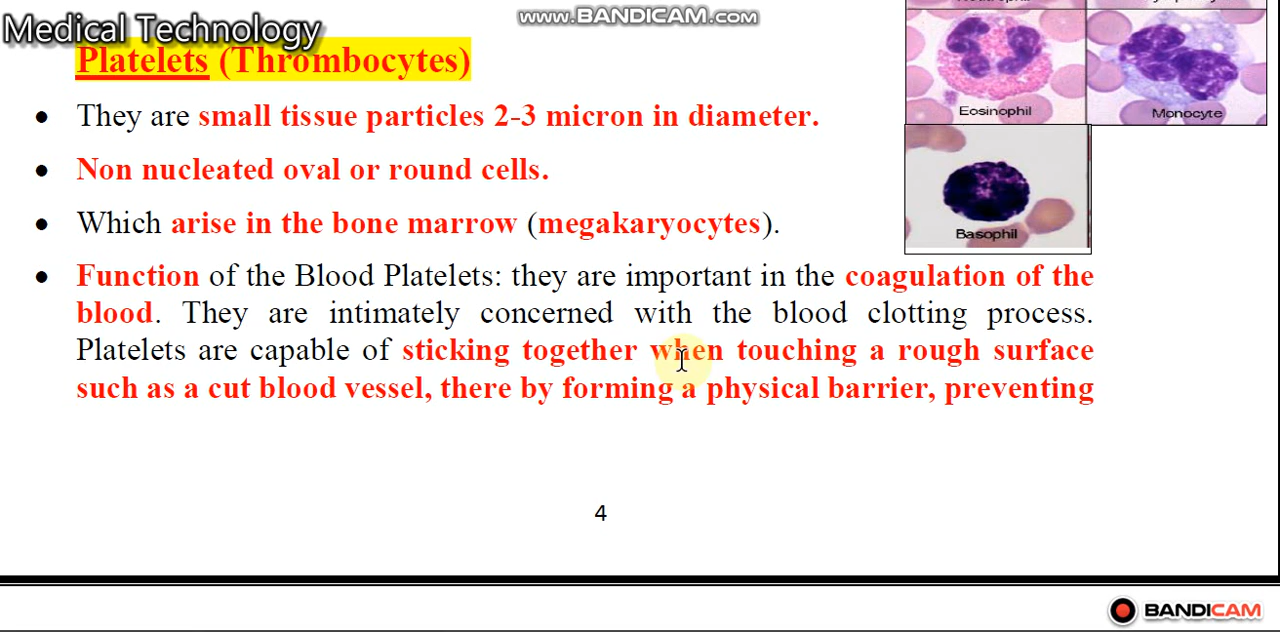 www.BANDICAM.com
Medical Technology
Platelets (Thrombocytes)
• They are small tissue particles 2-3 micron in diameter.
• Non nucleated oval or round cells.
• Which arise in the bone marrow (megakaryocytes).
• Function of the Blood Platelets: they are important in the coagulation of the
blood. They are intimately concerned with the blood clotting process.
Platelets are capable of sticking together when touching a rough surface
such as a cut blood vessel, there by forming a physical barrier, preventing
Eosinophil
Monocyte
Basophil
4
BANDICAM